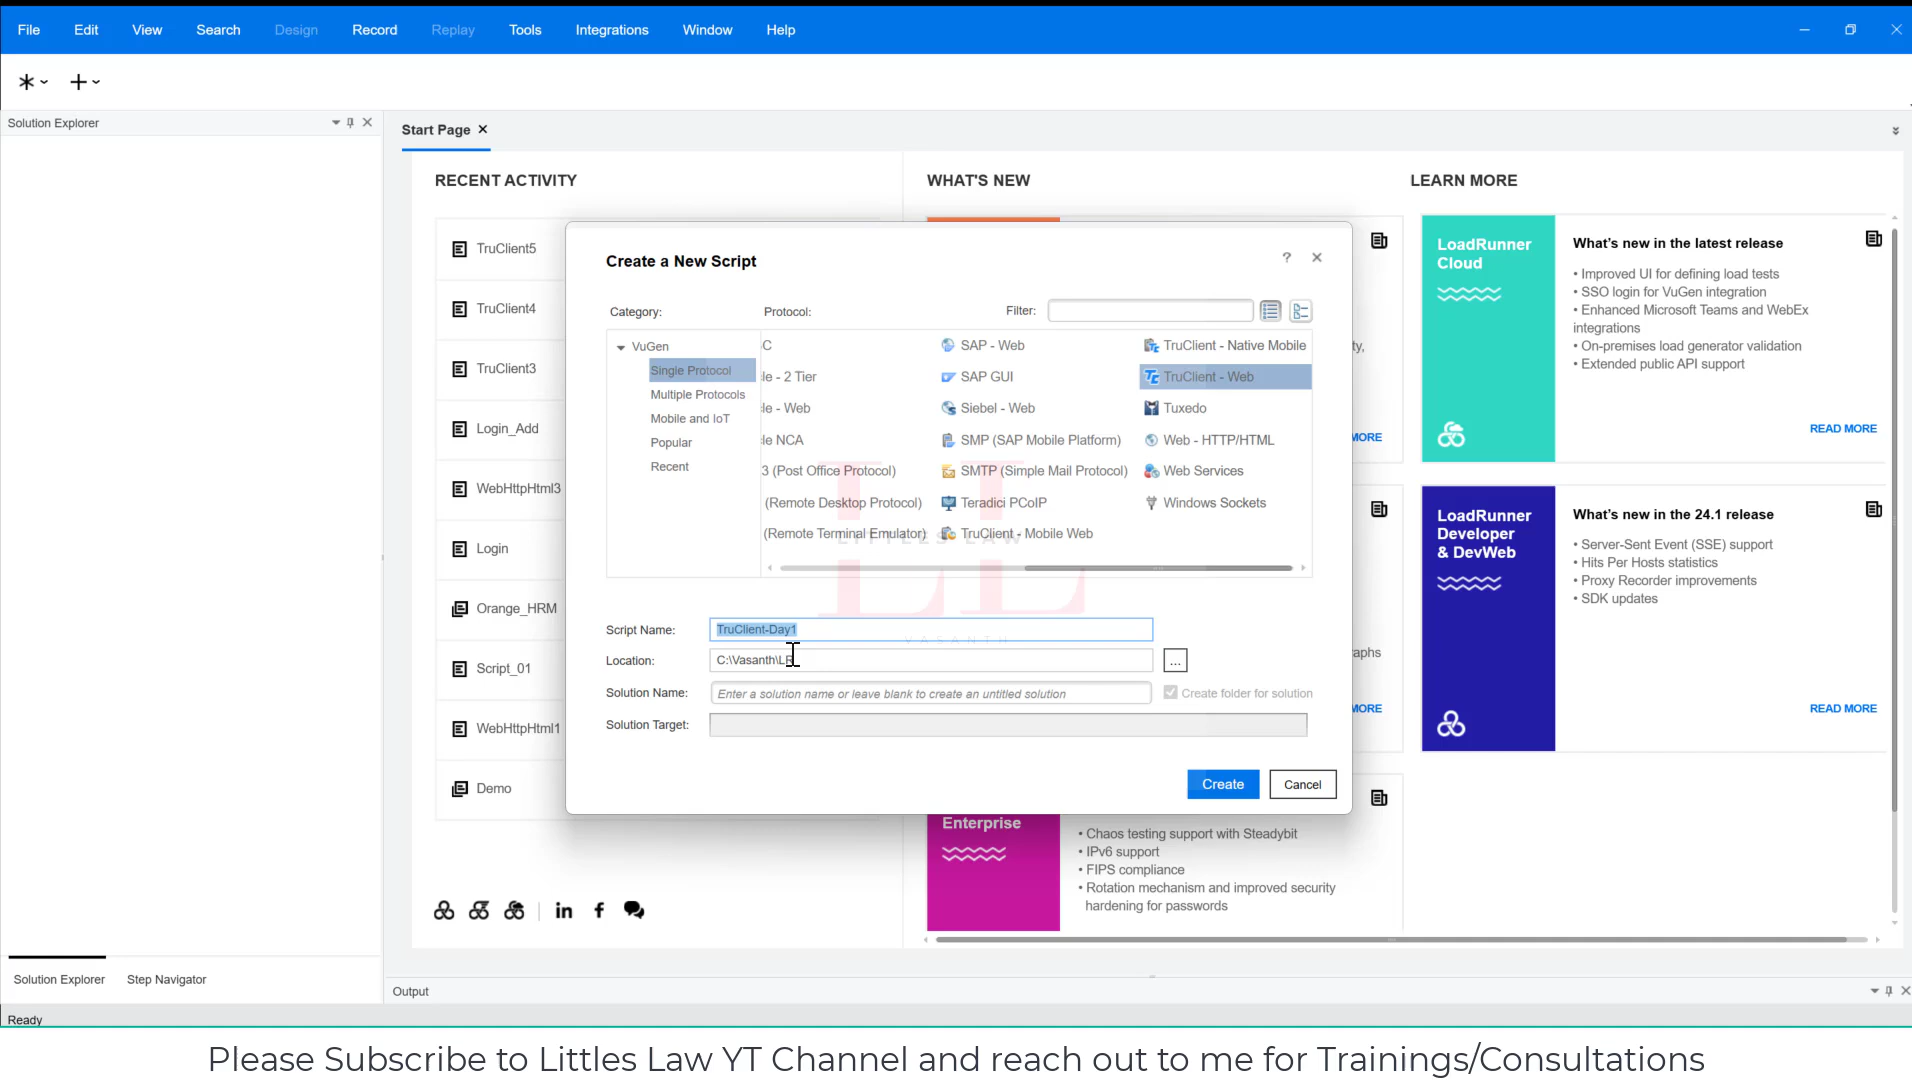 File Edit View Search Design Record Replay Tools Integrations Window Help
Solution Explorer
Start Page
RECENT ACTIVITY
TruClient5
TruClient4
TruClient3
Login_Add
WebHttpHtml3
Login
Orange_HRM
Script_01
WebHttpHtml1
Demo
WHAT'S NEW
LEARN MORE
LoadRunner
Cloud
What's new in the latest release
• Improved UI for defining load tests
• SSO login for VuGen integration
• Enhanced Microsoft Teams and WebEx
integrations
• On-premises load generator validation
• Extended public API support
READ MORE
LoadRunner
Developer
& DevWeb
What's new in the 24.1 release
• Server-Sent Event (SSE) support
• Hits Per Hosts statistics
• Proxy Recorder improvements
• SDK updates
READ MORE
ty,
MORE
aphs
MORE
Enterprise
• Chaos testing support with Steadybit
• IPv6 support
• FIPS compliance
• Rotation mechanism and improved security
hardening for passwords
Create a New Script
?
Category:
Protocol:
Filter:
VuGen
Single Protocol
Multiple Protocols
Mobile and IoT
Popular
Recent
C
le - 2 Tier
le - Web
le NCA
3 (Post Office Protocol)
(Remote Desktop Protocol)
(Remote Terminal Emulator)
SAP - Web
SAP GUI
Siebel - Web
SMP (SAP Mobile Platform)
SMTP (Simple Mail Protocol)
Teradici PCoIP
TruClient - Mobile Web
TruClient - Native Mobile
TruClient - Web
Tuxedo
Web - HTTP/HTML
Web Services
Windows Sockets
LL
LITTLES LAW
VASANTH
Script Name: TruClient-Day1
Location: C:\Vasanth\LR
...
Solution Name: Enter a solution name or leave blank to create an untitled solution
Create folder for solution
Solution Target:
Create
Cancel
Solution Explorer
Step Navigator
Output
Ready
Please Subscribe to Littles Law YT Channel and reach out to me for Trainings/Consultations